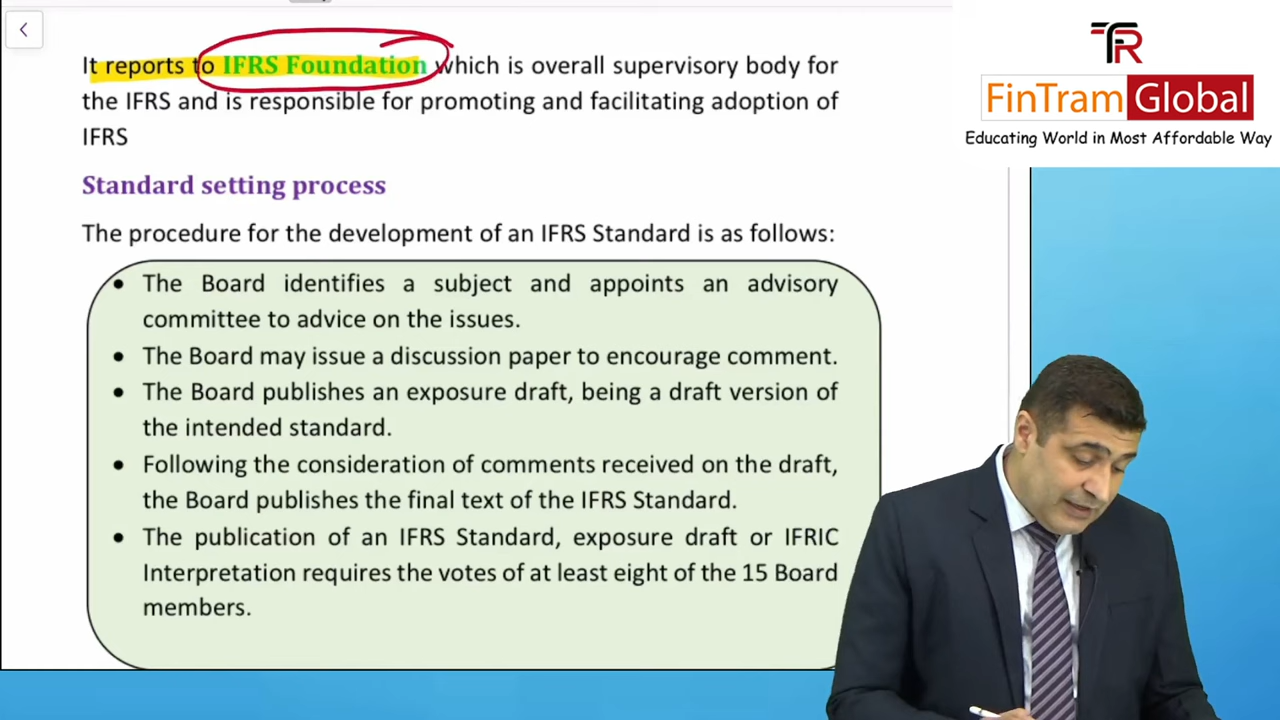 It reports to IFRS Foundation which is overall supervisory body for
the IFRS and is responsible for promoting and facilitating adoption of
IFRS
Standard setting process
The procedure for the development of an IFRS Standard is as follows:
• The Board identifies a subject and appoints an advisory
committee to advice on the issues.
• The Board may issue a discussion paper to encourage comment.
• The Board publishes an exposure draft, being a draft version of
the intended standard.
• Following the consideration of comments received on the draft,
the Board publishes the final text of the IFRS Standard.
• The publication of an IFRS Standard, exposure draft or IFRIC
Interpretation requires the votes of at least eight of the 15 Board
members.
TFR
FinTram Global
Educating World in Most Affordable Way